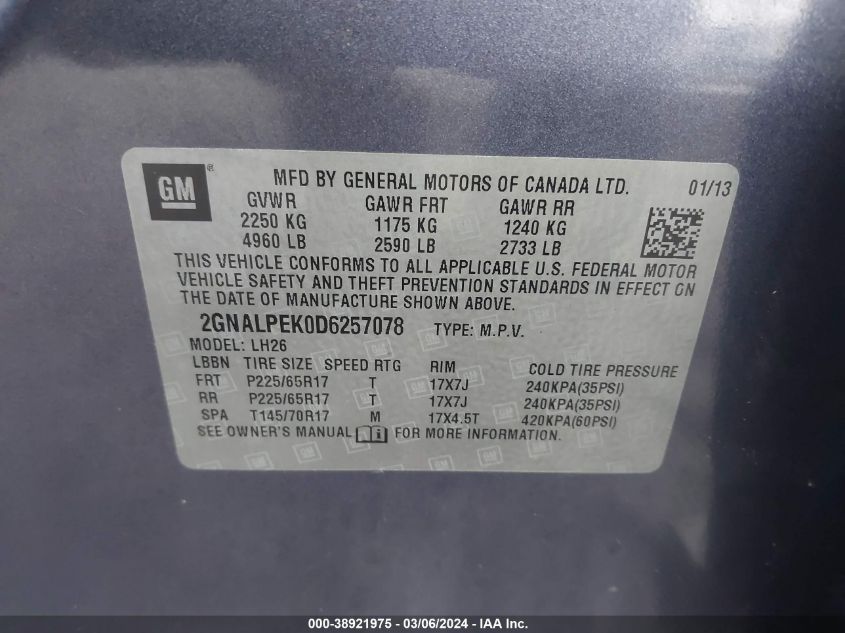 GM ®
MFD BY GENERAL MOTORS OF CANADA LTD. 01/13
GVWR GAWR FRT GAWR RR
2250 KG 1175 KG 1240 KG
4960 LB 2590 LB 2733 LB
THIS VEHICLE CONFORMS TO ALL APPLICABLE U.S. FEDERAL MOTOR
VEHICLE SAFETY AND THEFT PREVENTION STANDARDS IN EFFECT ON
THE DATE OF MANUFACTURE SHOWN ABOVE.
2GNALPEK0D6257078 TYPE: M.P.V.
MODEL: LH26
LBBN TIRE SIZE SPEED RTG RIM COLD TIRE PRESSURE
FRT P225/65R17 T 17X7J 240KPA(35PSI)
RR P225/65R17 T 17X7J 240KPA(35PSI)
SPA T145/70R17 M 17X4.5T 420KPA(60PSI)
SEE OWNER'S MANUAL FOR MORE INFORMATION.
000-38921975 - 03/06/2024 - IAA Inc.